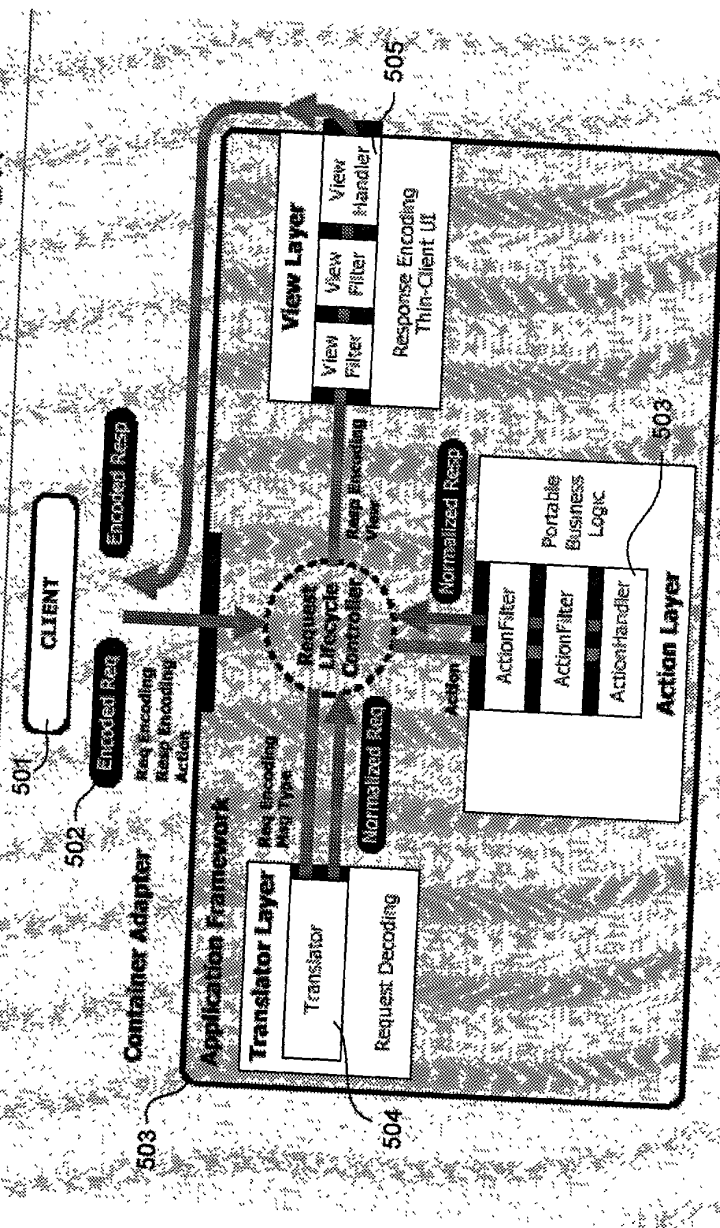 501
CLIENT
502
Encoded Req
Encoded Resp
Req Encoding
Resp Encoding
Action
Container Adapter
503
Application Framework
Translator Layer
Translator
Request Decoding
504
Req Encoding
Msg Type
Normalized Req
Request
Lifecycle
Controller
Resp Encoding
View
View Layer
View
Filter
View
Filter
View
Handler
Response Encoding
Thin-Client UI
505
Action
Normalized Resp
ActionFilter
ActionFilter
ActionHandler
Portable
Business
Logic
Action Layer
503